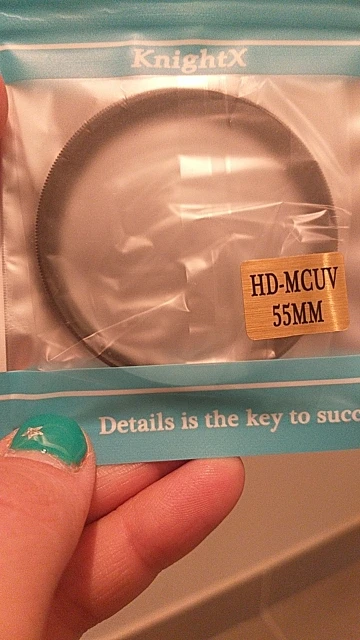 KnightX
HD-MCUV
55MM
Details is the key to succ